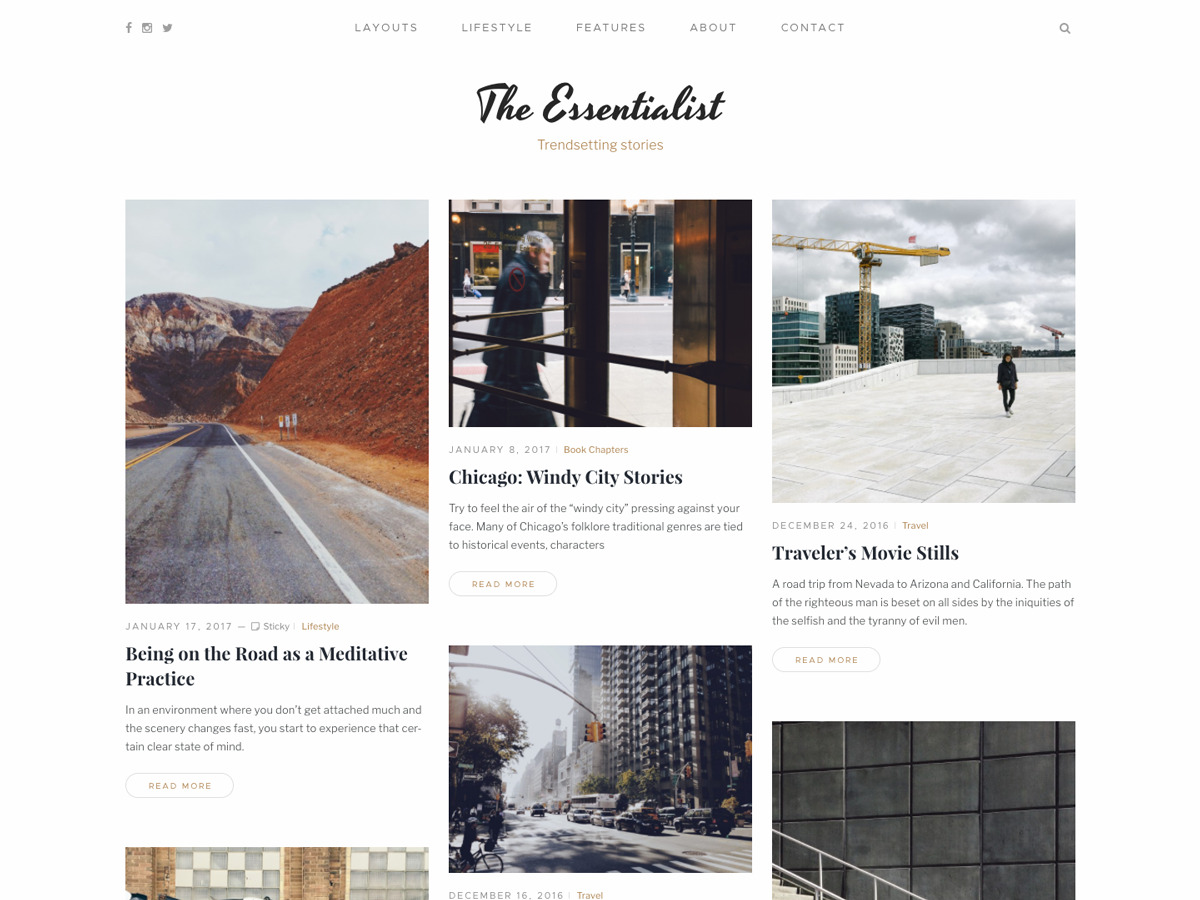 LAYOUTS LIFESTYLE FEATURES ABOUT CONTACT
The Essentialist
Trendsetting stories
JANUARY 17, 2017 — Sticky | Lifestyle
Being on the Road as a Meditative
Practice
In an environment where you don’t get attached much and
the scenery changes fast, you start to experience that cer-
tain clear state of mind.
READ MORE
JANUARY 8, 2017 | Book Chapters
Chicago: Windy City Stories
Try to feel the air of the “windy city” pressing against your
face. Many of Chicago’s folklore traditional genres are tied
to historical events, characters
READ MORE
DECEMBER 16, 2016 | Travel
DECEMBER 24, 2016 | Travel
Traveler’s Movie Stills
A road trip from Nevada to Arizona and California. The path
of the righteous man is beset on all sides by the iniquities of
the selfish and the tyranny of evil men.
READ MORE